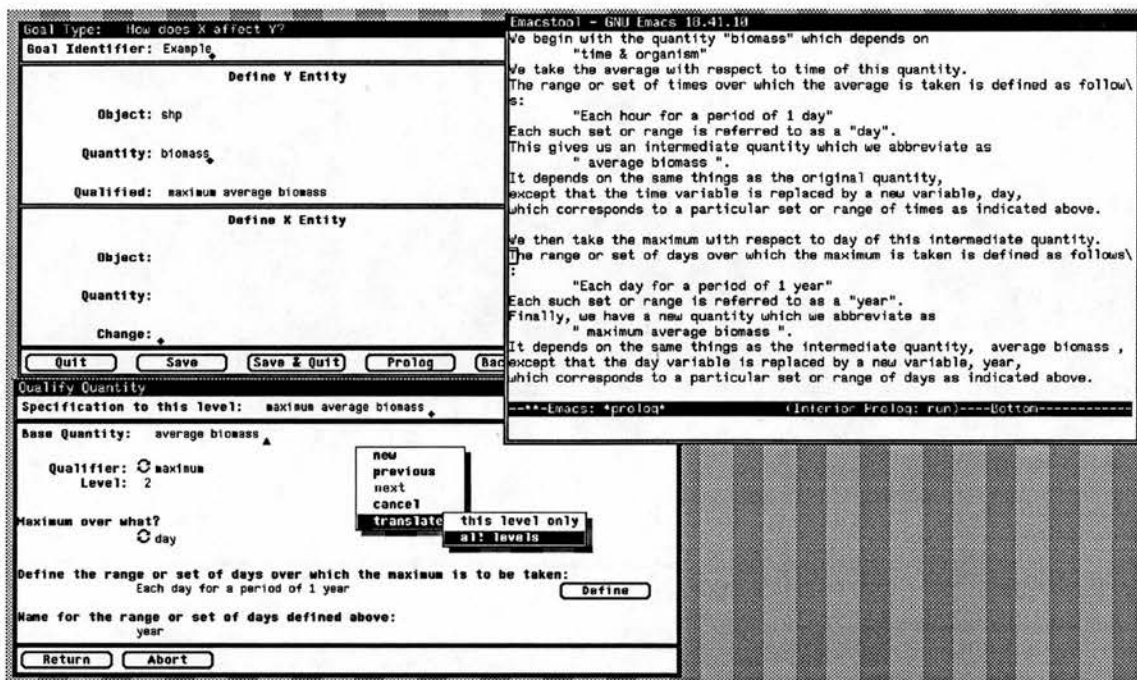 Goal Type: How does X affect Y?
Goal Identifier: Example
Define Y Entity
Object: shp
Quantity: biomass
Qualified: maximum average biomass
Define X Entity
Object:
Quantity:
Change:
Quit Save Save & Quit Prolog Bac
Qualify Quantity
Specification to this level: maximum average biomass
Base Quantity: average biomass
Qualifier: maximum
Level: 2
Maximum over what?
day
Define the range or set of days over which the maximum is to be taken:
Each day for a period of 1 year
Define
Name for the range or set of days defined above:
year
Return Abort
new
previous
next
cancel
translate
this level only
all levels
Emacstool - GNU Emacs 18.41.10
We begin with the quantity "biomass" which depends on
"time & organism"
We take the average with respect to time of this quantity.
The range or set of times over which the average is taken is defined as follow\
s:
"Each hour for a period of 1 day"
Each such set or range is referred to as a "day".
This gives us an intermediate quantity which we abbreviate as
" average biomass ".
It depends on the same things as the original quantity,
except that the time variable is replaced by a new variable, day,
which corresponds to a particular set or range of times as indicated above.
We then take the maximum with respect to day of this intermediate quantity.
The range or set of days over which the maximum is taken is defined as follows\
:
"Each day for a period of 1 year"
Each such set or range is referred to as a "year".
Finally, we have a new quantity which we abbreviate as
" maximum average biomass ".
It depends on the same things as the intermediate quantity, average biomass ,
except that the day variable is replaced by a new variable, year,
which corresponds to a particular set or range of days as indicated above.
--**-Emacs: *prolog* (Inferior Prolog: run)----Bottom-------------